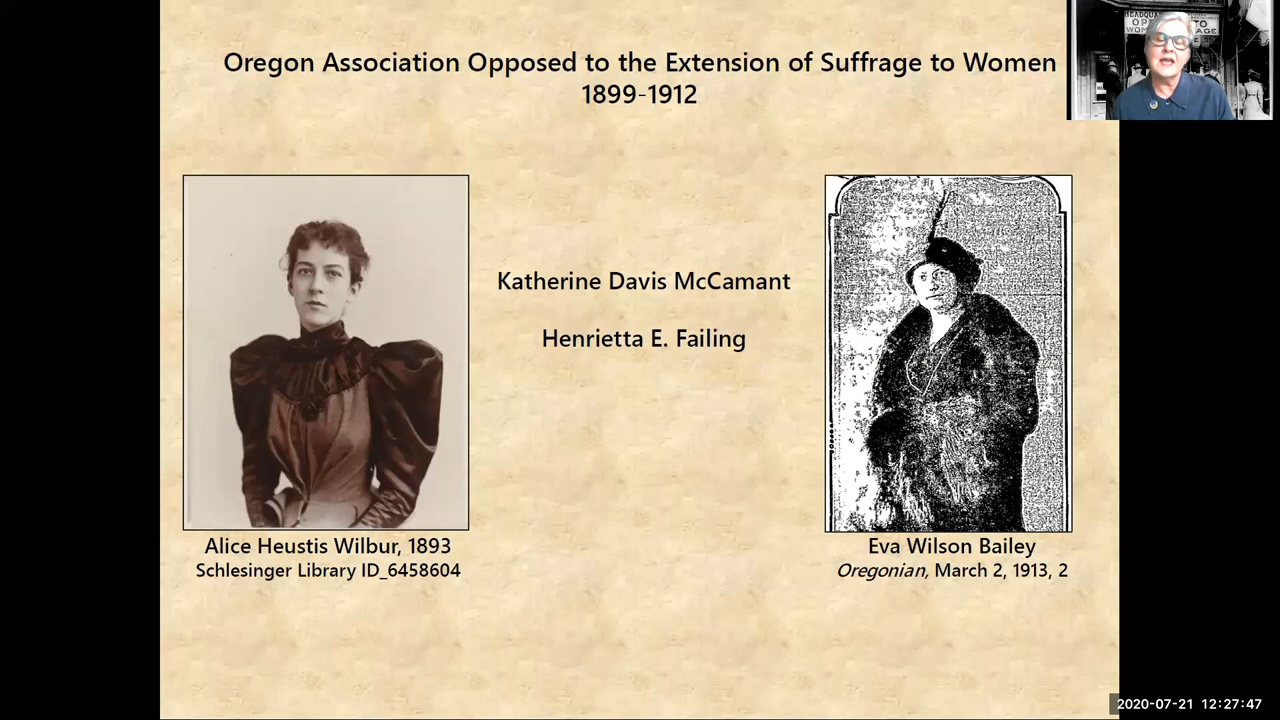 Oregon Association Opposed to the Extension of Suffrage to Women
1899-1912
Katherine Davis McCamant
Henrietta E. Failing
Alice Heustis Wilbur, 1893
Schlesinger Library ID_6458604
Eva Wilson Bailey
Oregonian, March 2, 1913, 2
2020-07-21 12:27:47